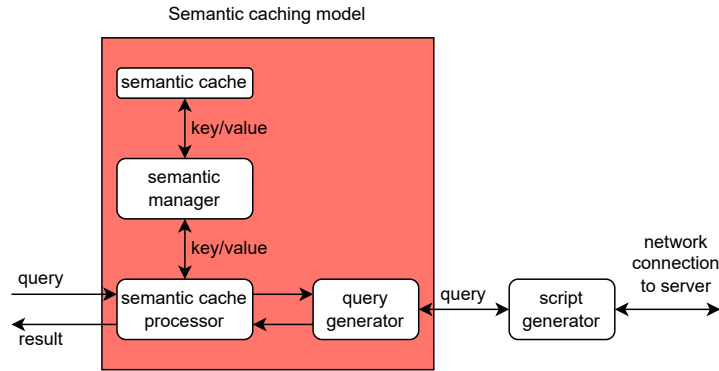 Semantic caching model
semantic cache
key/value
semantic
manager
key/value
query
result
semantic cache
processor
query
generator
query
script
generator
network
connection
to server